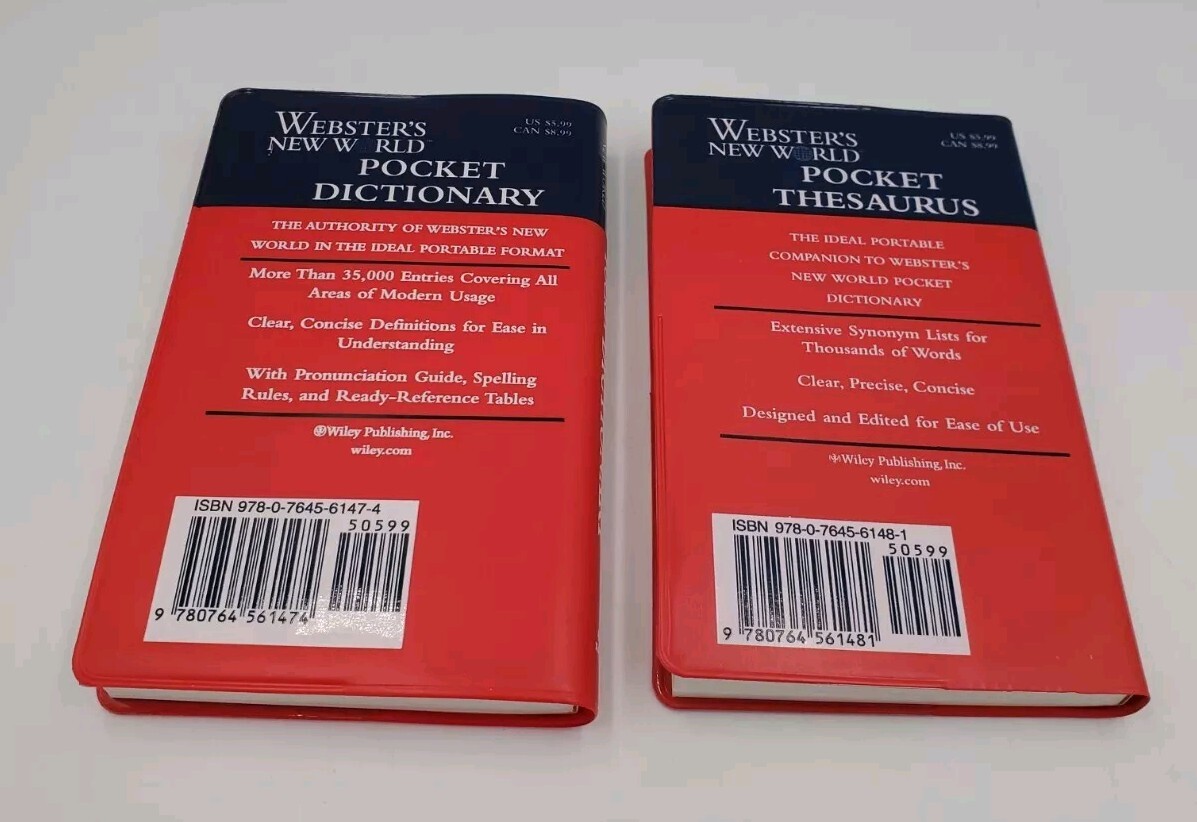 WEBSTER'S
NEW WORLD
POCKET
DICTIONARY
US $5.99
CAN $8.99
THE AUTHORITY OF WEBSTER'S NEW
WORLD IN THE IDEAL PORTABLE FORMAT
More Than 35,000 Entries Covering All
Areas of Modern Usage
Clear, Concise Definitions for Ease in
Understanding
With Pronunciation Guide, Spelling
Rules, and Ready-Reference Tables
Wiley Publishing, Inc.
wiley.com
ISBN 978-0-7645-6147-4
50599
9 780764 561474
WEBSTER'S
NEW WORLD
POCKET
THESAURUS
US $5.99
CAN $8.99
THE IDEAL PORTABLE
COMPANION TO WEBSTER'S
NEW WORLD POCKET
DICTIONARY
Extensive Synonym Lists for
Thousands of Words
Clear, Precise, Concise
Designed and Edited for Ease of Use
Wiley Publishing, Inc.
wiley.com
ISBN 978-0-7645-6148-1
50599
9 780764 561481